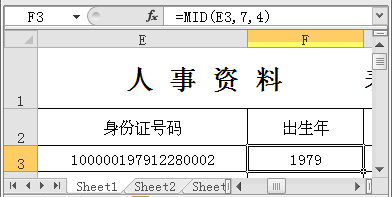 F3 fx =MID(E3,7,4)
E F
1 人 事 资 料
2 身份证号码 出生年
3 100000197912280002 1979
Sheet1 Sheet2 Sheet